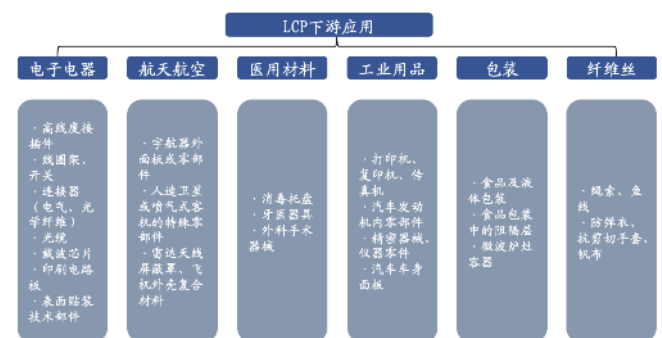 LCP下游应用
电子电器
航天航空
医用材料
工业用品
包装
纤维丝
· 高线度接
插件
· 线圈架、
开关
· 连接器
（电气、光
学纤维）
· 光缆
· 载波芯片
· 印刷电路
板
· 表面贴装
技术部件
· 宇航器外
面板或零部
件
· 人造卫星
或喷气式客
机的特殊零
部件
· 雷达天线
屏蔽罩、飞
机外壳复合
材料
· 消毒托盘
· 牙医器具
· 外科手术
器械
· 打印机、
复印机、传
真机
· 汽车发动
机内零部件
· 精密器械、
仪器零件
· 汽车车身
面板
· 食品及液
体包装
· 食品包装
中的阻隔层
· 微波炉灶
容器
· 绳索、鱼
线
· 防弹衣、
抗剪切手套、
帆布